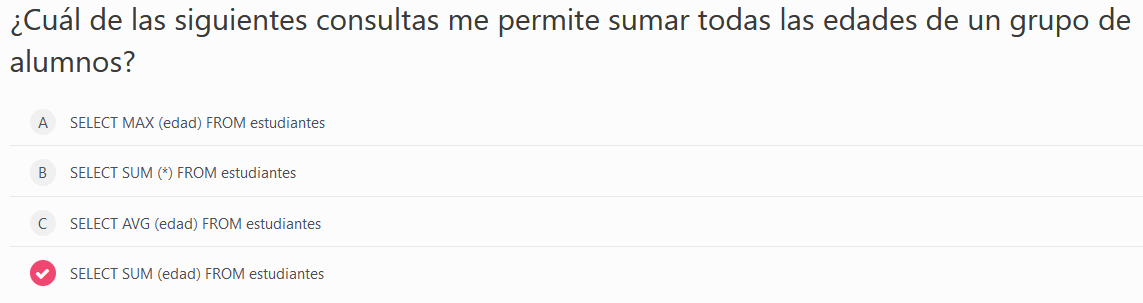 ¿Cuál de las siguientes consultas me permite sumar todas las edades de un grupo de
alumnos?
A SELECT MAX (edad) FROM estudiantes
B SELECT SUM (*) FROM estudiantes
C SELECT AVG (edad) FROM estudiantes
SELECT SUM (edad) FROM estudiantes